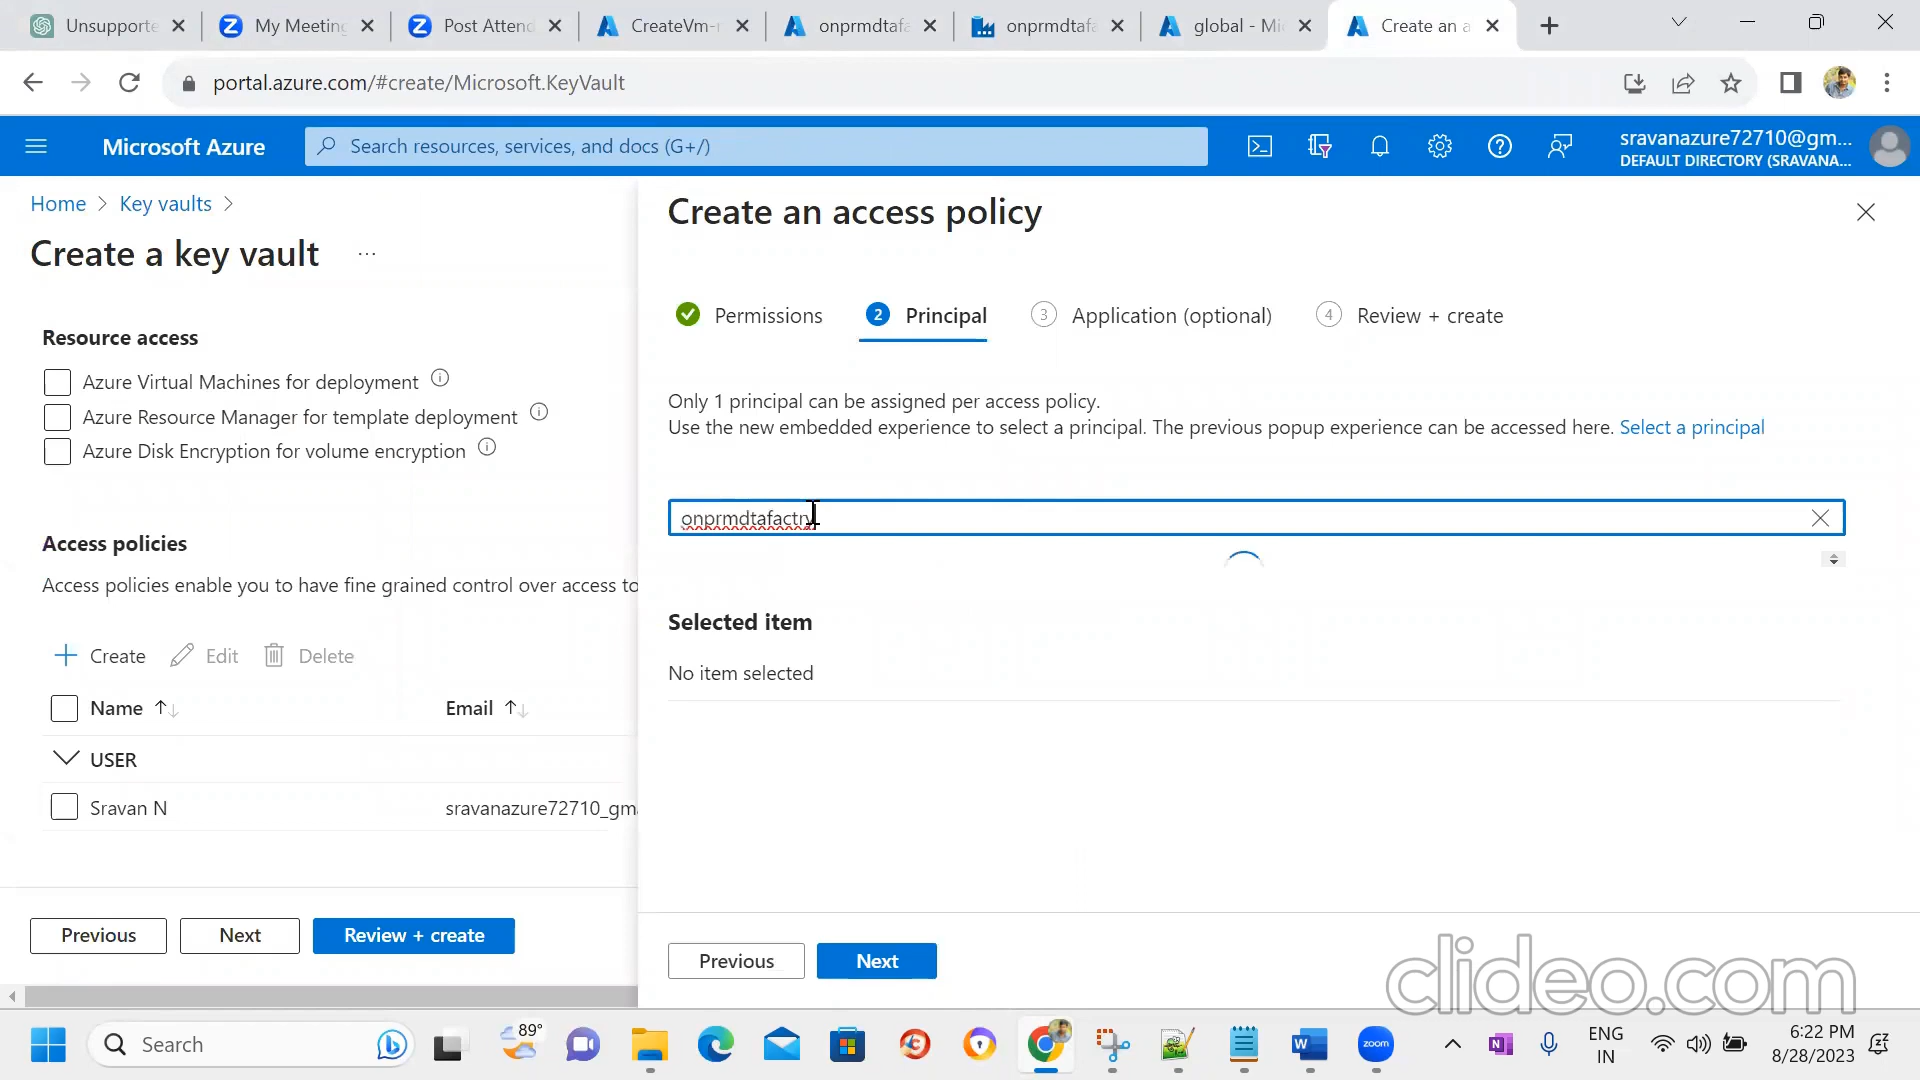 Unsupporte
My Meeting
Post Attend
CreateVm-r
onprmdtafa
onprmdtafa
global - Mi
Create an a
portal.azure.com/#create/Microsoft.KeyVault
Microsoft Azure
Search resources, services, and docs (G+/)
sravanazure72710@gm...
DEFAULT DIRECTORY (SRAVANA...
Home > Key vaults >
Create a key vault ...
Resource access
Azure Virtual Machines for deployment
Azure Resource Manager for template deployment
Azure Disk Encryption for volume encryption
Access policies
Access policies enable you to have fine grained control over access to
Create Edit Delete
Name Email
USER
Sravan N sravanazure72710_gma
Previous Next Review + create
Create an access policy
Permissions
2 Principal
3 Application (optional)
4 Review + create
Only 1 principal can be assigned per access policy.
Use the new embedded experience to select a principal. The previous popup experience can be accessed here. Select a principal
onprmdtafactry
Selected item
No item selected
Previous Next
clideo.com
Search
89°
zoom
ENG
IN
6:22 PM
8/28/2023